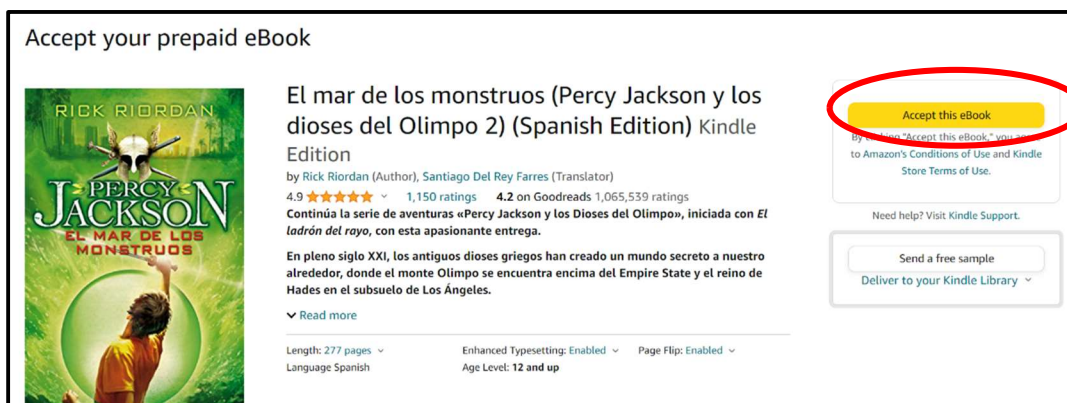 Accept your prepaid eBook
RICK RIORDAN
PERCY
JACKSON
EL MAR DE LOS
MONSTRUOS
El mar de los monstruos (Percy Jackson y los
dioses del Olimpo 2) (Spanish Edition) Kindle
Edition
by Rick Riordan (Author), Santiago Del Rey Farres (Translator)
4.9 1,150 ratings 4.2 on Goodreads 1,065,539 ratings
Continúa la serie de aventuras «Percy Jackson y los Dioses del Olimpo», iniciada con El
ladrón del rayo, con esta apasionante entrega.
En pleno siglo XXI, los antiguos dioses griegos han creado un mundo secreto a nuestro
alrededor, donde el monte Olimpo se encuentra encima del Empire State y el reino de
Hades en el subsuelo de Los Ángeles.
Read more
Length: 277 pages Enhanced Typesetting: Enabled Page Flip: Enabled
Language Spanish Age Level: 12 and up
Accept this eBook
By "Accept this eBook," you
to Amazon's Conditions of Use and Kindle
Store Terms of Use.
Need help? Visit Kindle Support.
Send a free sample
Deliver to your Kindle Library